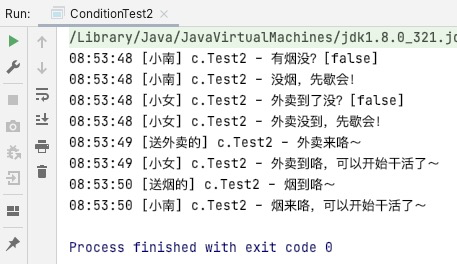 Run: ConditionTest2
/Library/Java/JavaVirtualMachines/jdk1.8.0_321.jd
08:53:48 [小南] c.Test2 - 有烟没? [false]
08:53:48 [小南] c.Test2 - 没烟，先歇会！
08:53:48 [小女] c.Test2 - 外卖到了没? [false]
08:53:48 [小女] c.Test2 - 外卖没到，先歇会！
08:53:49 [送外卖的] c.Test2 - 外卖来咯～
08:53:49 [小女] c.Test2 - 外卖到咯，可以开始干活了～
08:53:50 [送烟的] c.Test2 - 烟到咯～
08:53:50 [小南] c.Test2 - 烟来咯，可以开始干活了～
Process finished with exit code 0